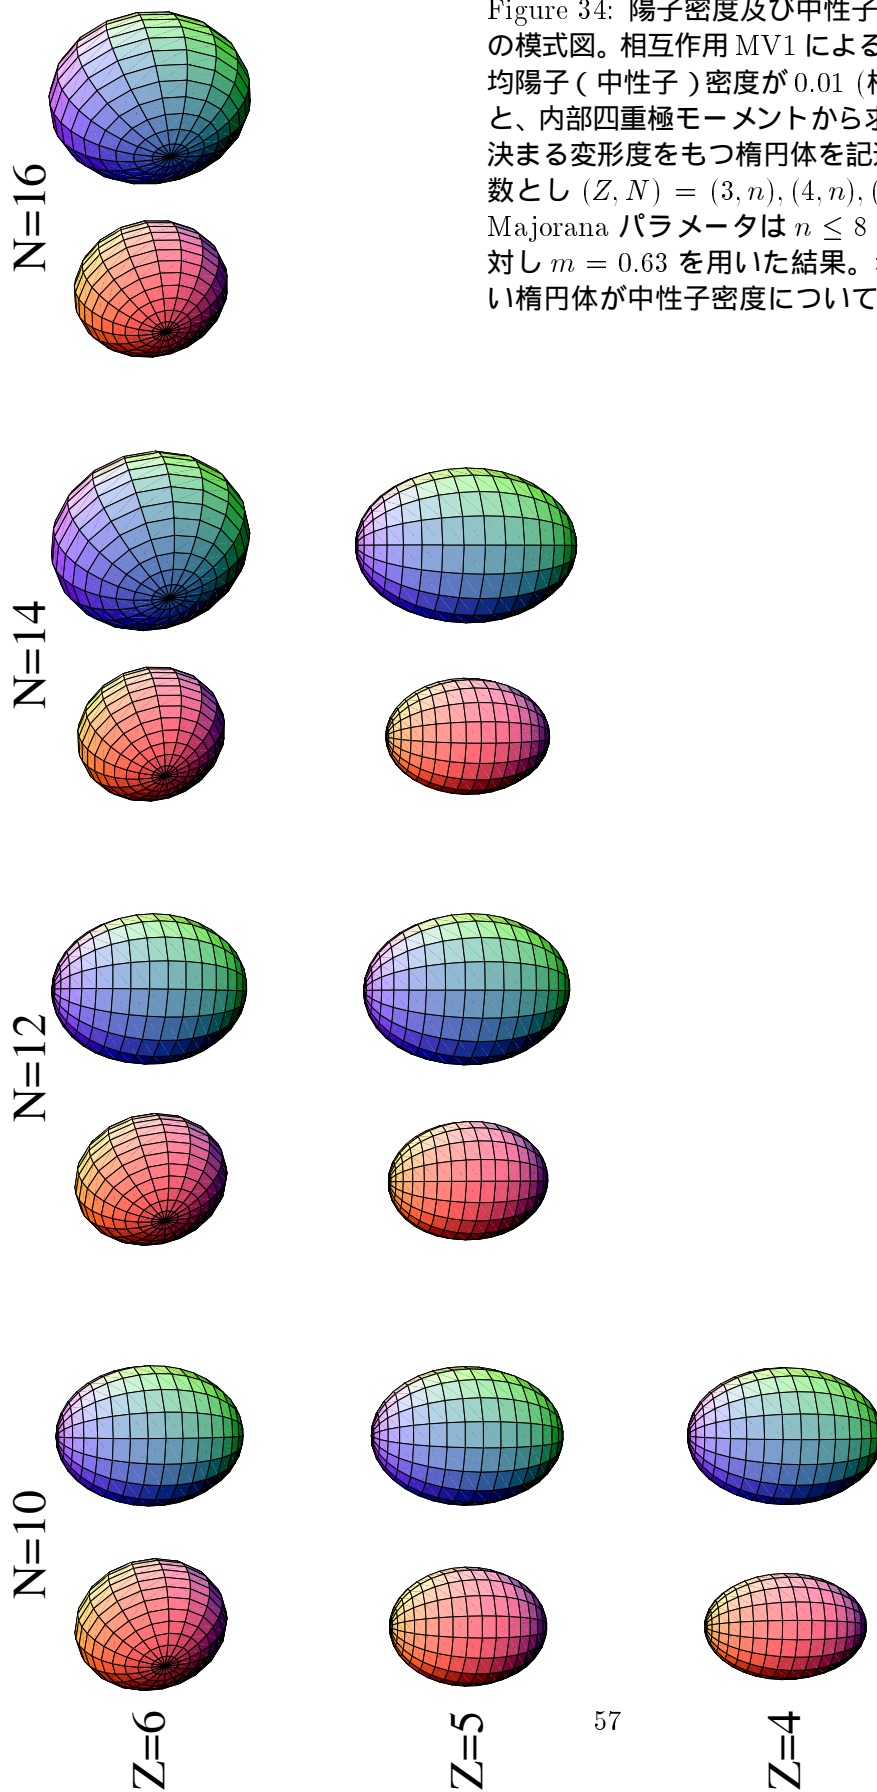 Figure 34: 陽子密度及び中性子
の模式図。相互作用 MV1 による
均陽子 ( 中性子 ) 密度が 0.01
と、内部四重極モーメントから
決まる変形度をもつ楕円体を
数とし (Z, N) = (3, n), (4, n), (
Majorana パラメータは n ≤ 8
対し m = 0.63 を用いた結果。
い楕円体が中性子密度について
N=16
N=14
N=12
N=10
Z=6
Z=5
Z=4
57